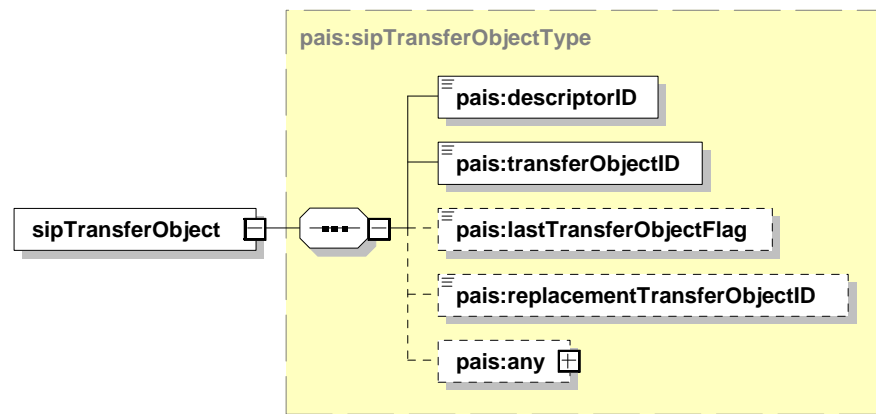 pais:sipTransferObjectType
pais:descriptorID
pais:transferObjectID
sipTransferObject
pais:lastTransferObjectFlag
pais:replacementTransferObjectID
pais:any